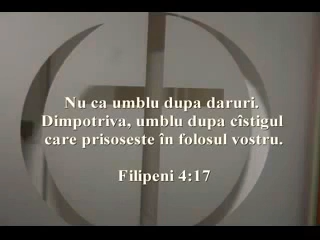 Nu ca umblu dupa daruri.
Dimpotriva, umblu dupa cîstigul
care prisoseste în folosul vostru.
Filipeni 4:17